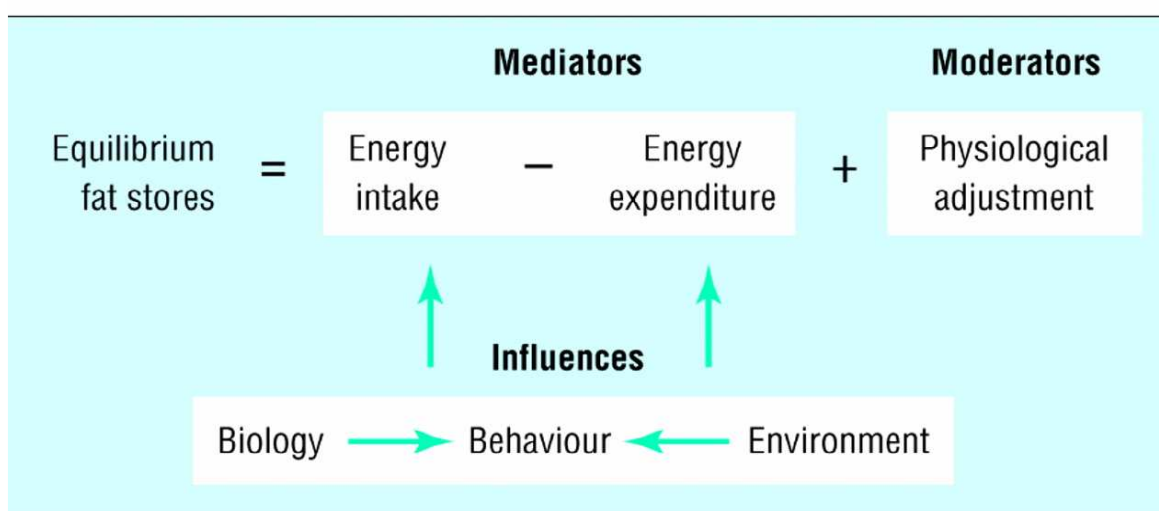 Mediators Moderators
Equilibrium fat stores = Energy intake − Energy expenditure + Physiological adjustment
Influences
Biology Behaviour Environment